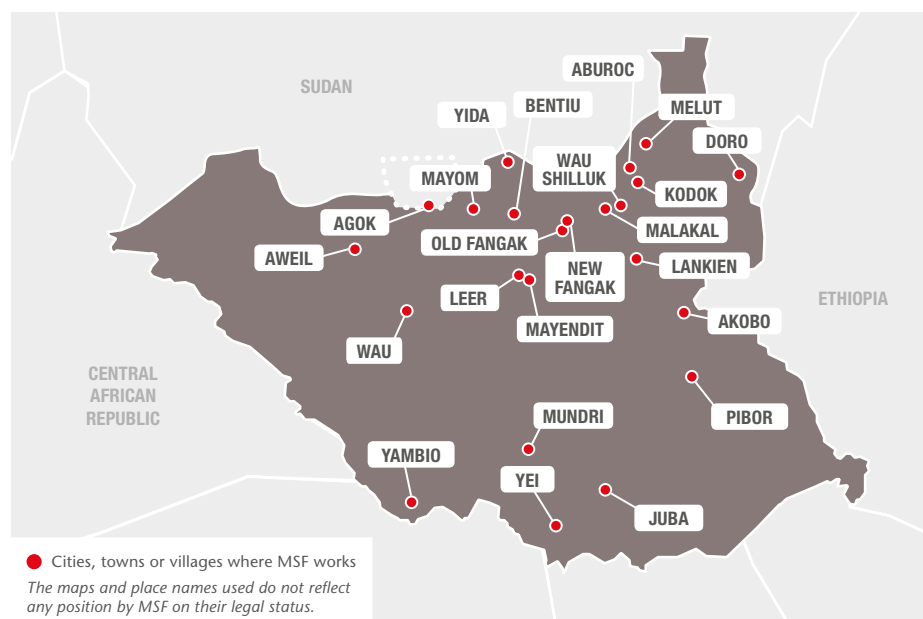 SUDAN
ABUROC
MELUT
YIDA
BENTIU
DORO
WAU
SHILLUK
MAYOM
KODOK
AGOK
MALAKAL
OLD FANGAK
AWEIL
LANKIEN
NEW
FANGAK
LEER
ETHIOPIA
AKOBO
MAYENDIT
WAU
CENTRAL
AFRICAN
REPUBLIC
PIBOR
MUNDRI
YAMBIO
YEI
JUBA
Cities, towns or villages where MSF works
The maps and place names used do not reflect
any position by MSF on their legal status.